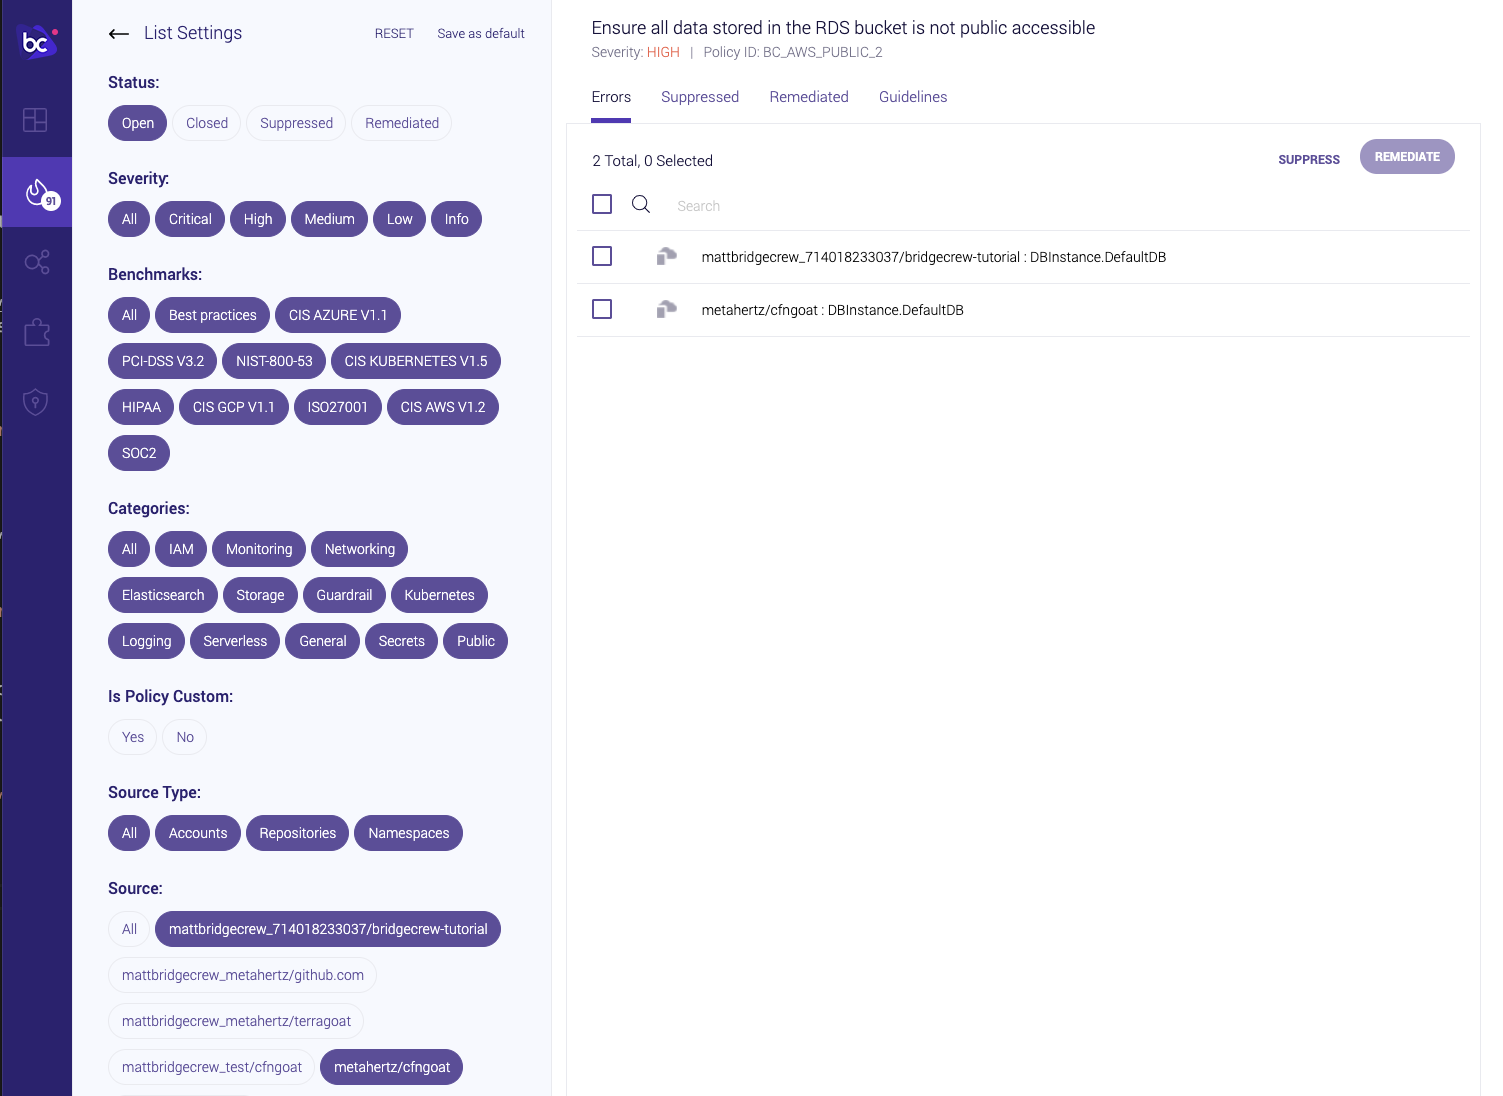 bc
91
List Settings RESET Save as default
Status:
Open Closed Suppressed Remediated
Severity:
All Critical High Medium Low Info
Benchmarks:
All Best practices CIS AZURE V1.1
PCI-DSS V3.2 NIST-800-53 CIS KUBERNETES V1.5
HIPAA CIS GCP V1.1 ISO27001 CIS AWS V1.2
SOC2
Categories:
All IAM Monitoring Networking
Elasticsearch Storage Guardrail Kubernetes
Logging Serverless General Secrets Public
Is Policy Custom:
Yes No
Source Type:
All Accounts Repositories Namespaces
Source:
All mattbridgecrew_714018233037/bridgecrew-tutorial
mattbridgecrew_metahertz/github.com
mattbridgecrew_metahertz/terragoat
mattbridgecrew_test/cfngoat metahertz/cfngoat
Ensure all data stored in the RDS bucket is not public accessible
Severity: HIGH | Policy ID: BC_AWS_PUBLIC_2
Errors Suppressed Remediated Guidelines
2 Total, 0 Selected SUPPRESS REMEDIATE
Search
mattbridgecrew_714018233037/bridgecrew-tutorial : DBInstance.DefaultDB
metahertz/cfngoat : DBInstance.DefaultDB